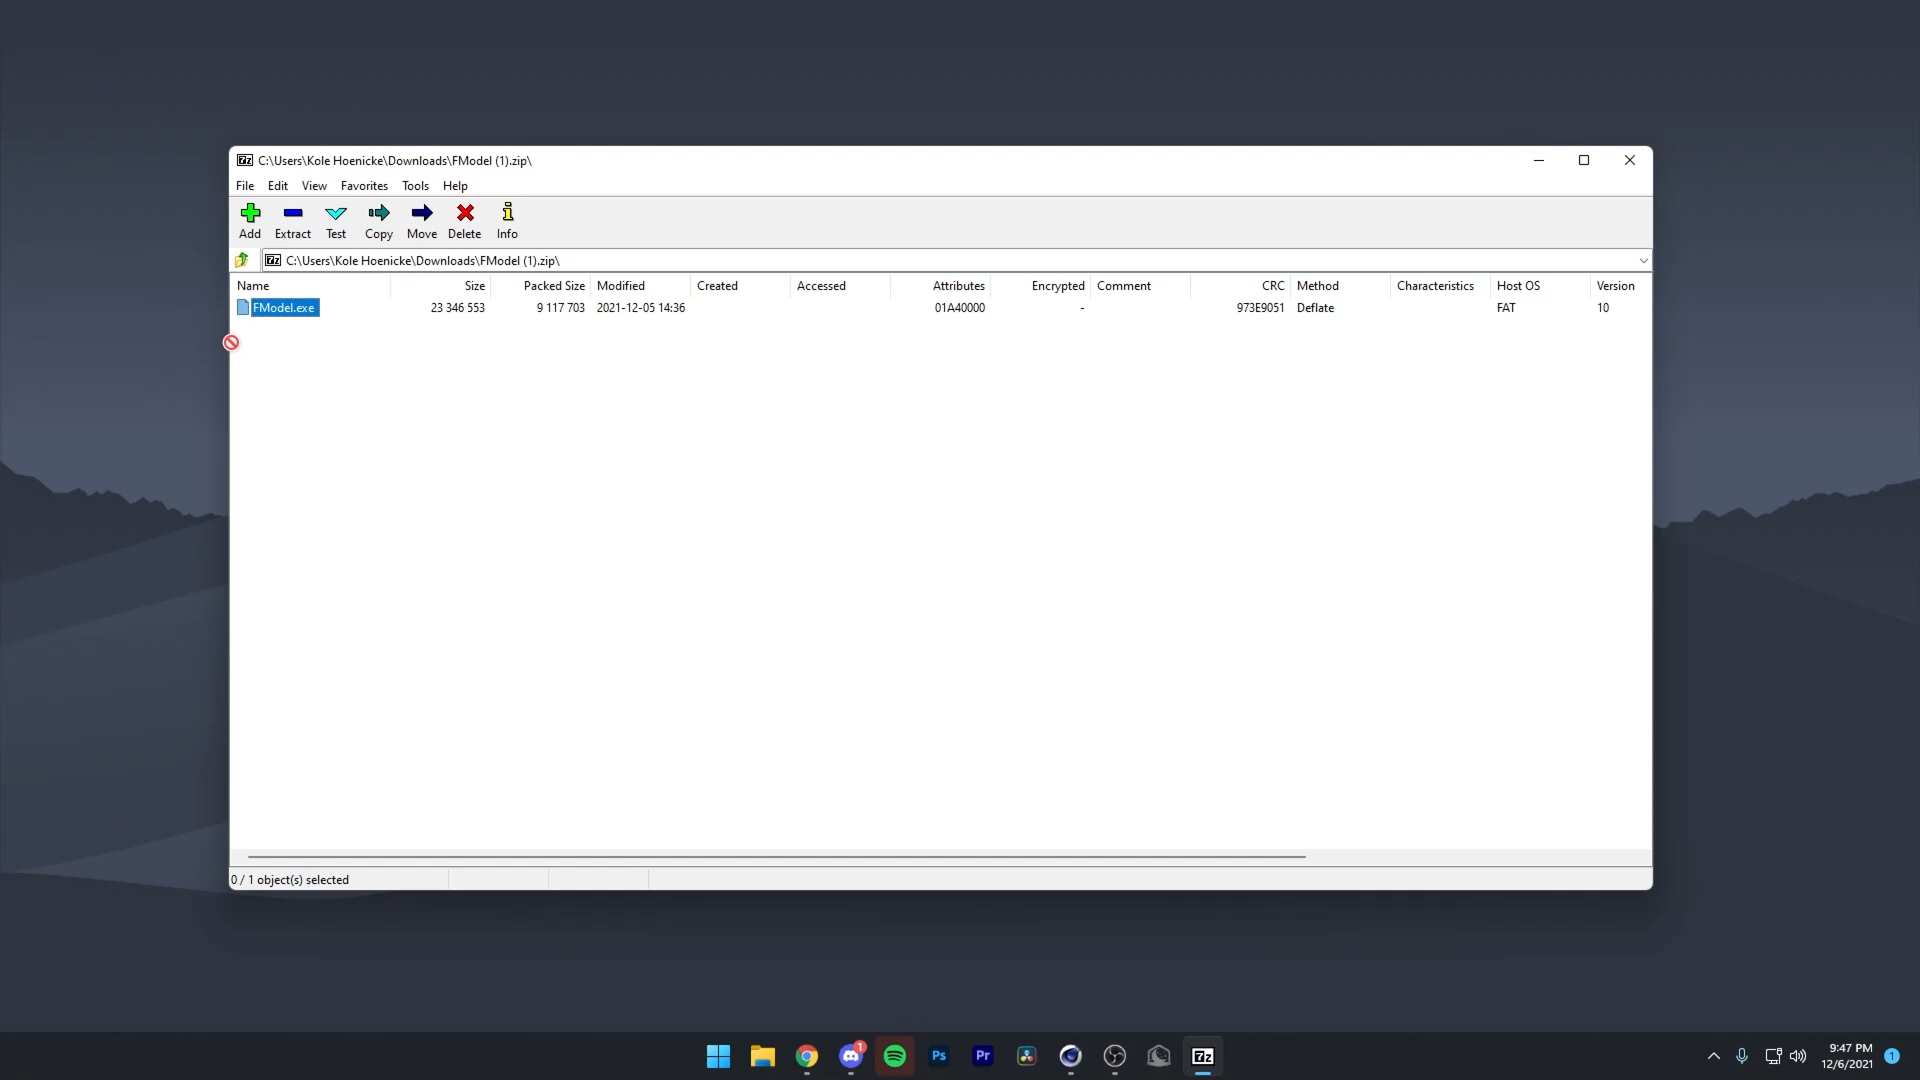 C:\Users\Kole Hoenicke\Downloads\FModel (1).zip\
File Edit View Favorites Tools Help
Add Extract Test Copy Move Delete Info
C:\Users\Kole Hoenicke\Downloads\FModel (1).zip\
Name Size Packed Size Modified Created Accessed Attributes Encrypted Comment CRC Method Characteristics Host OS Version
FModel.exe 23 346 553 9 117 703 2021-12-05 14:36 01A40000 - 973E9051 Deflate FAT 10
0 / 1 object(s) selected
1 Ps Pr 7z 9:47 PM 1
12/6/2021